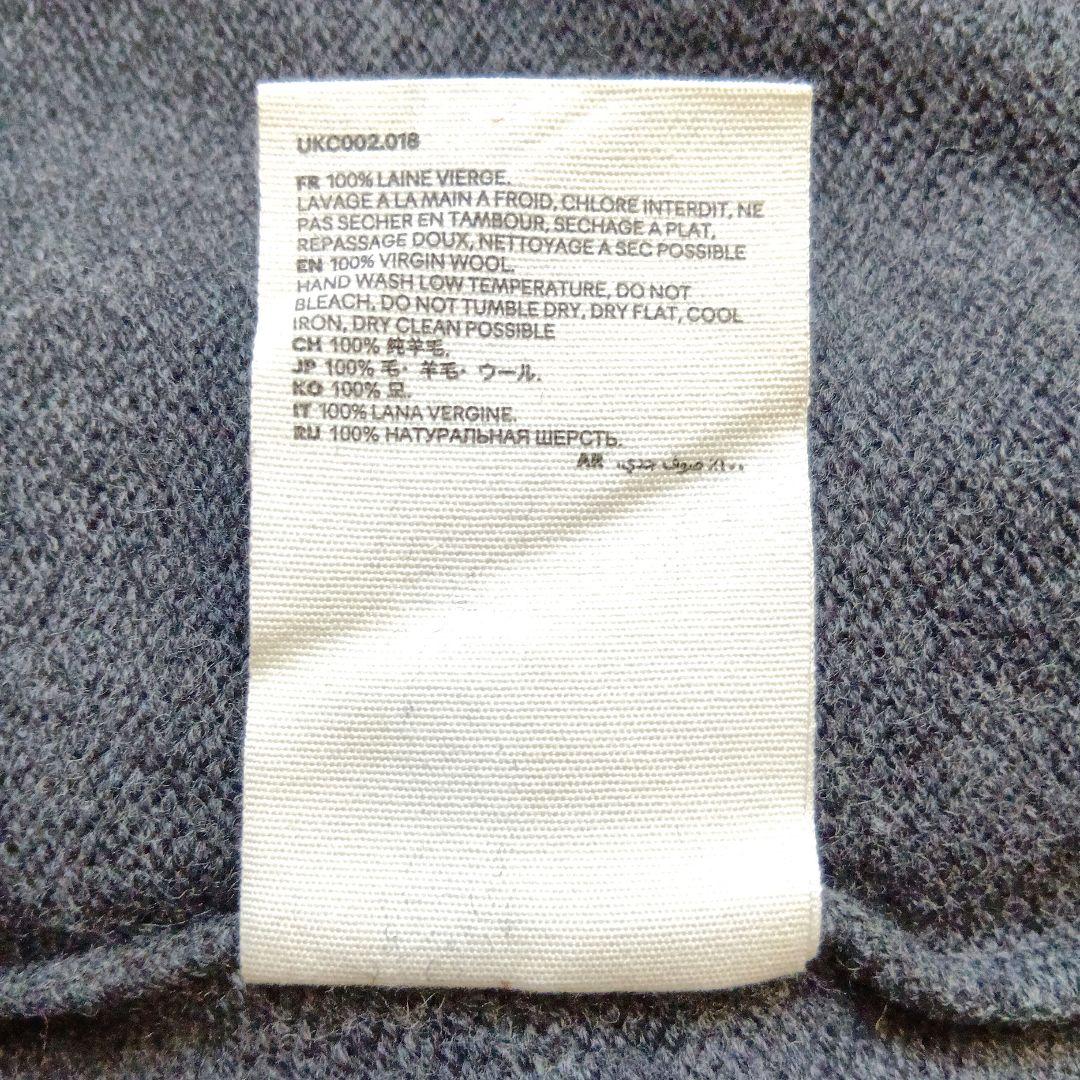 UKC002.018
FR 100% LAINE VIERGE.
LAVAGE A LA MAIN A FROID, CHLORE INTERDIT, NE
PAS SECHER EN TAMBOUR, SECHAGE A PLAT,
REPASSAGE DOUX, NETTOYAGE A SEC POSSIBLE
EN 100% VIRGIN WOOL.
HAND WASH LOW TEMPERATURE, DO NOT
BLEACH, DO NOT TUMBLE DRY, DRY FLAT, COOL
IRON, DRY CLEAN POSSIBLE
CH 100% 纯羊毛.
JP 100% 毛・羊毛・ウール.
KO 100% 모.
IT 100% LANA VERGINE.
RU 100% НАТУРАЛЬНАЯ ШЕРСТЬ.
AR ١٠٠٪ صوف